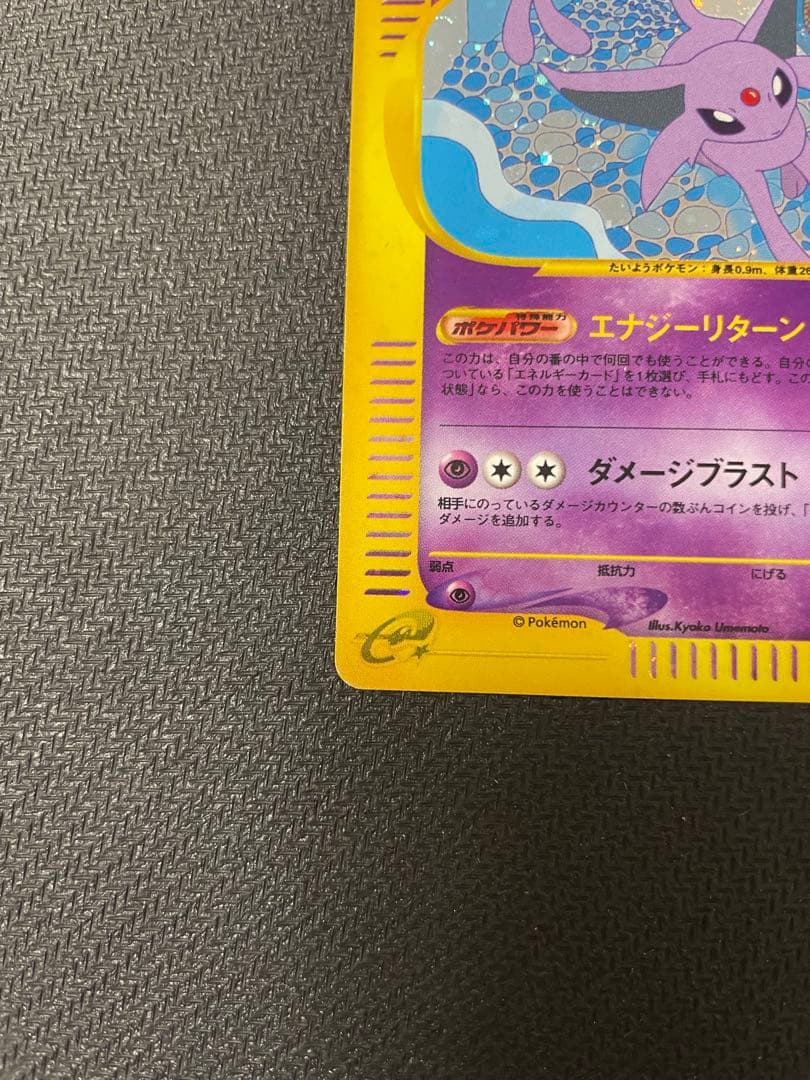 たいようポケモン：身長0.9m、体重26
特殊能力
ポケパワー エナジーリターン
この力は、自分の番の中で何回でも使うことができる。自分の
ついている「エネルギーカード」を1枚選び、手札にもどす。この
状態」なら、この力を使うことはできない。
ダメージブラスト
相手にのっているダメージカウンターの数ぶんコインを投げ、「
ダメージを追加する。
弱点 抵抗力 にげる
© Pokémon Illus.Kyoko Umemoto